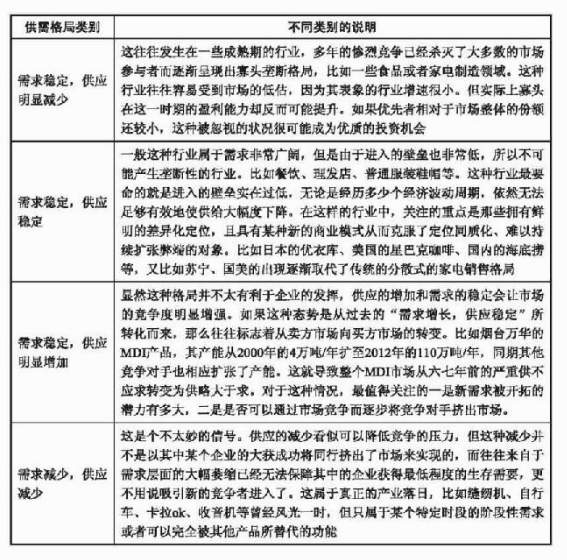 供需格局类别
不同类别的说明
需求稳定，供应
明显减少
这往往发生在一些成熟期的行业，多年的惨烈竞争已经杀灭了大多数的市场
参与者而逐渐呈现出寡头垄断格局，比如一些食品或者家电制造领域。这种
行业往往容易受到市场的低估，因为其表象的行业增速很小。但实际上寡头
在这一时期的盈利能力却反而可能提升。如果优先者相对于市场整体的份额
还较小，这种被忽视的状况很可能成为优质的投资机会
需求稳定，供应
稳定
一般这种行业属于需求非常广阔，但是由于进入的壁垒也非常低，所以不可
能产生垄断性的行业。比如餐饮、理发店、普通服装鞋帽等。这种行业最要
命的就是进入的壁垒实在过低，无论是经历多少个经济波动周期，依然无法
足够有效地使供给大幅度下降。在这样的行业中，关注的重点是那些拥有鲜
明的差异化定位，且具有某种新的商业模式从而克服了定位同质化、难以持
续扩张弊端的对象。比如日本的优衣库、美国的星巴克咖啡、国内的海底捞
等，又比如苏宁、国美的出现逐渐取代了传统的分散式的家电销售格局
需求稳定，供应
明显增加
显然这种格局并不太有利于企业的发挥，供应的增加和需求的稳定会让市场
的竞争度明显增强。如果这种态势是从过去的“需求增长，供应稳定”所
转化而来，那么往往标志着从卖方市场向买方市场的转变。比如烟台万华的
MDI产品，其产能从2000年的4万吨/年扩至2012年的110万吨/年，同期其他
竞争对手也相应扩张了产能。这就导致整个MDI市场从六七年前的严重供不
应求转变为供略大于求。对于这种情况，最值得关注的一是新需求被开拓的
潜力有多大，二是是否可以通过市场竞争而逐步将竞争对手挤出市场。
需求减少，供应
减少
这是个不太妙的信号。供应的减少看似可以降低竞争的压力，但这种减少并
不是以其中某个企业的大获成功将同行挤出了市场来实现的，而往往来自于
需求层面的大幅萎缩已经无法保障其中的企业获得最低程度的生存需要，更
不用说吸引新的竞争者进入了。这属于真正的产业落日，比如缝纫机、自行
车、卡拉ok、收音机等曾经风光一时，但只属于某个特定时段的阶段性需求
或者可以完全被其他产品所替代的功能